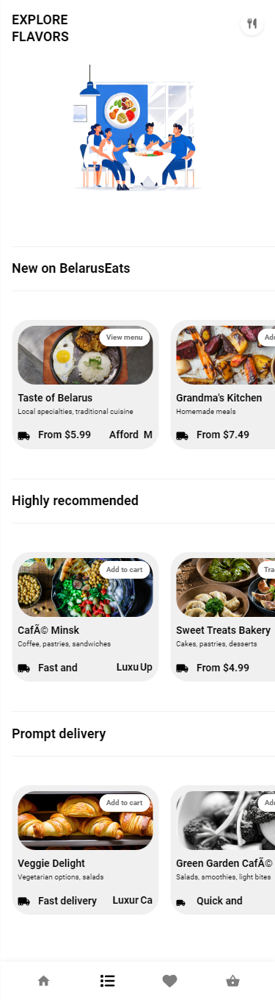 EXPLORE
FLAVORS
New on BelarusEats
View menu
Taste of Belarus
Local specialties, traditional cuisine
From $5.99 Afford M
Grandma's Kitchen
Homemade meals
From $7.49
Highly recommended
Add to cart
CafÃ© Minsk
Coffee, pastries, sandwiches
Fast and Luxu Up
Sweet Treats Bakery
Cakes, pastries, desserts
From $4.99
Prompt delivery
Add to cart
Veggie Delight
Vegetarian options, salads
Fast delivery Luxur Ca
Green Garden CafÃ©
Salads, smoothies, light bites
Quick and